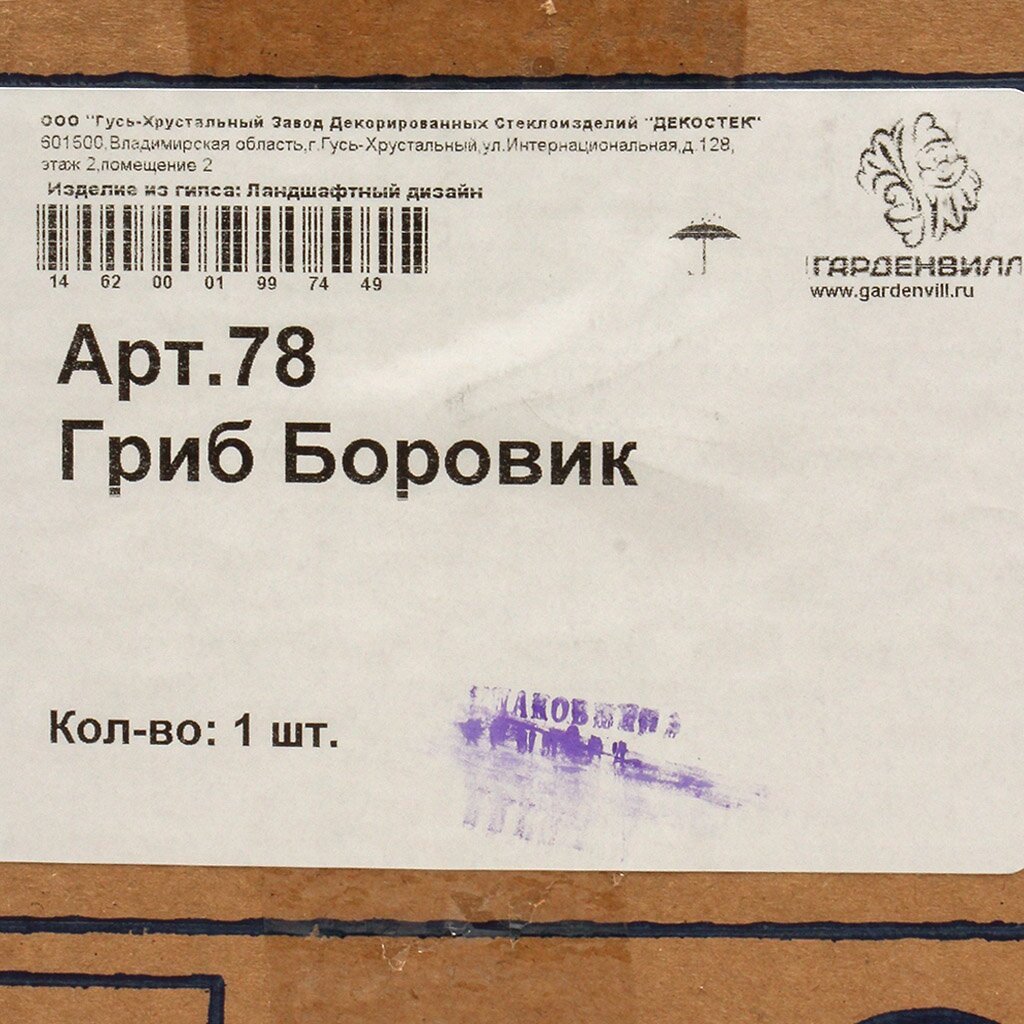 ООО "Гусь-Хрустальный Завод Декорированных Стеклоизделий "ДЕКОСТЕК"
601500,Владимирская область,г.Гусь-Хрустальный,ул.Интернациональная,д.128,
этаж 2,помещение 2
Изделие из гипса: Ландшафтный дизайн
14 62 00 01 99 74 49
ГАРДЕНВИЛЛ
www.gardenvill.ru
Арт.78
Гриб Боровик
Кол-во: 1 шт.